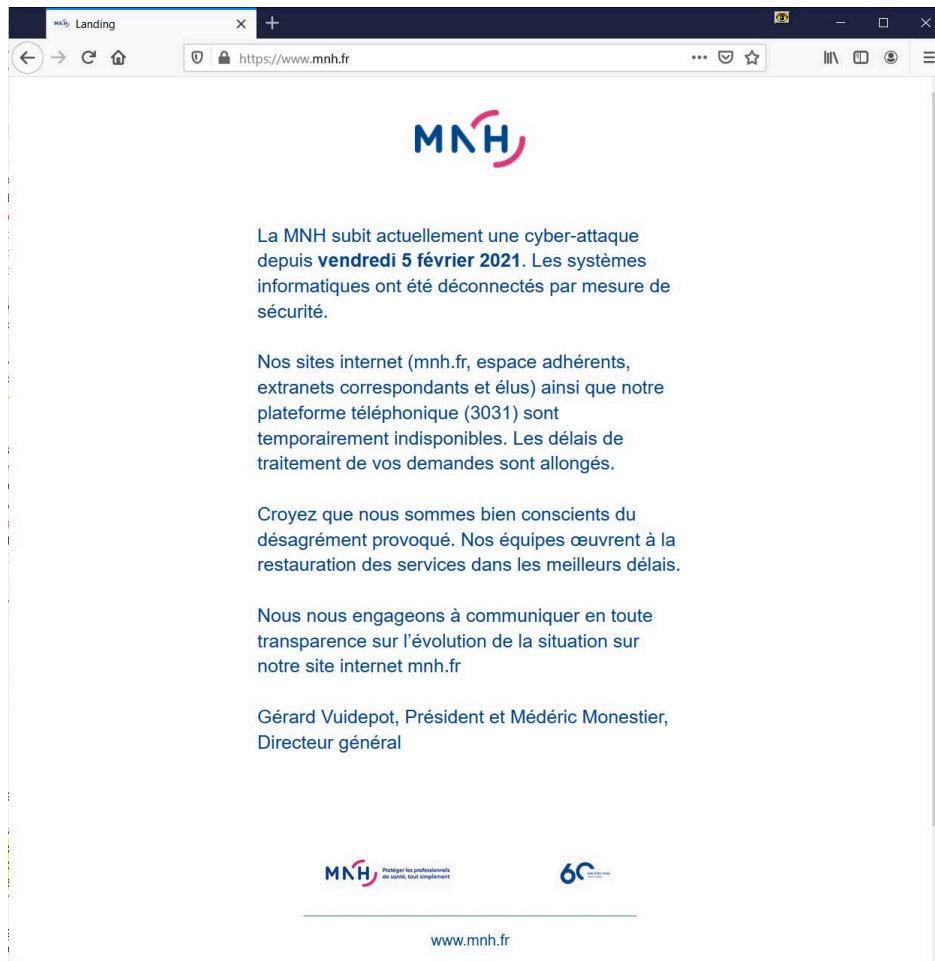 MNH Landing
https://www.mnh.fr
MNH
La MNH subit actuellement une cyber-attaque
depuis vendredi 5 février 2021. Les systèmes
informatiques ont été déconnectés par mesure de
sécurité.
Nos sites internet (mnh.fr, espace adhérents,
extranets correspondants et élus) ainsi que notre
plateforme téléphonique (3031) sont
temporairement indisponibles. Les délais de
traitement de vos demandes sont allongés.
Croyez que nous sommes bien conscients du
désagrément provoqué. Nos équipes œuvrent à la
restauration des services dans les meilleurs délais.
Nous nous engageons à communiquer en toute
transparence sur l’évolution de la situation sur
notre site internet mnh.fr
Gérard Vuidepot, Président et Médéric Monestier,
Directeur général
MNH Protéger les professionnels
de santé, tout simplement
60
www.mnh.fr